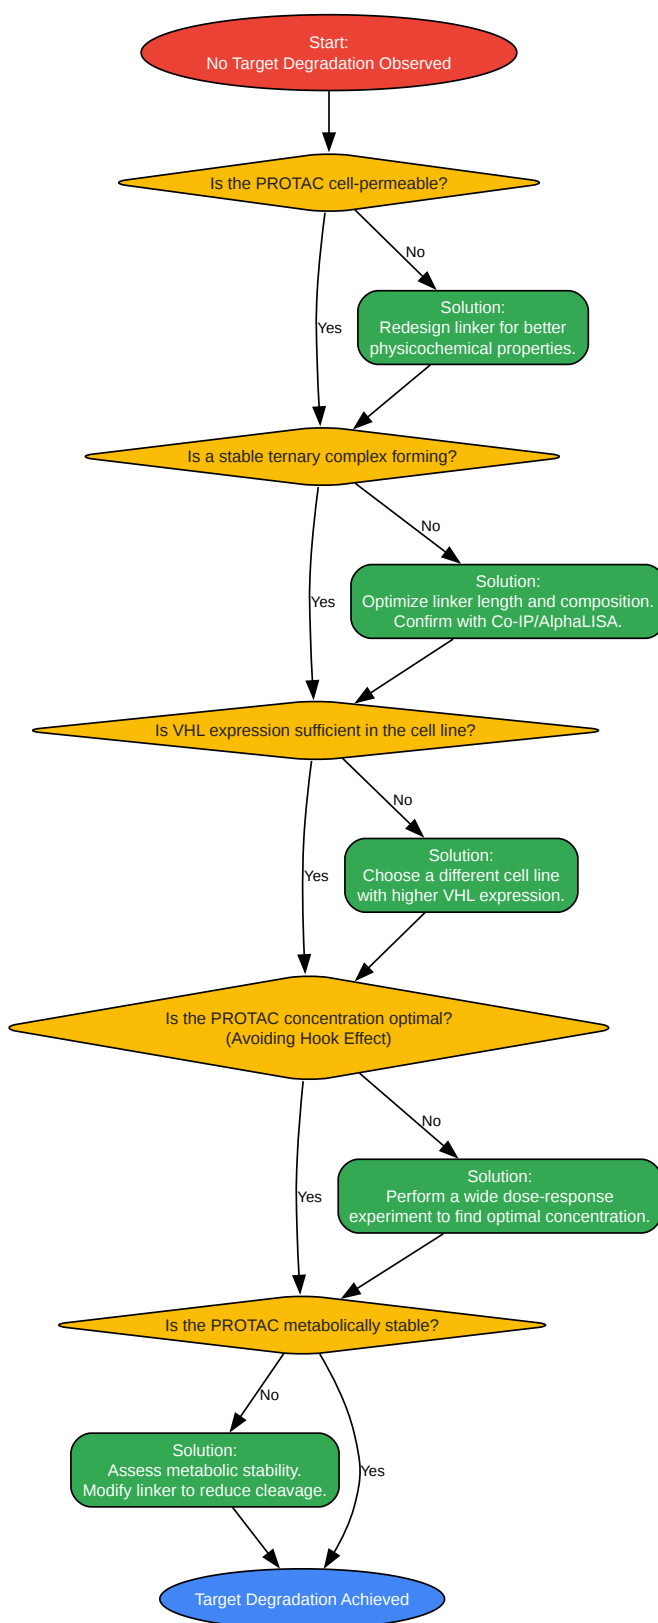 Start:
No Target Degradation Observed
Is the PROTAC cell-permeable?
No
Solution:
Redesign linker for better
physicochemical properties.
Yes
Is a stable ternary complex forming?
No
Solution:
Optimize linker length and composition.
Confirm with Co-IP/AlphaLISA.
Yes
Is VHL expression sufficient in the cell line?
No
Solution:
Choose a different cell line
with higher VHL expression.
Yes
Is the PROTAC concentration optimal?
(Avoiding Hook Effect)
No
Solution:
Perform a wide dose-response
experiment to find optimal concentration.
Yes
Is the PROTAC metabolically stable?
No
Solution:
Assess metabolic stability.
Modify linker to reduce cleavage.
Yes
Target Degradation Achieved